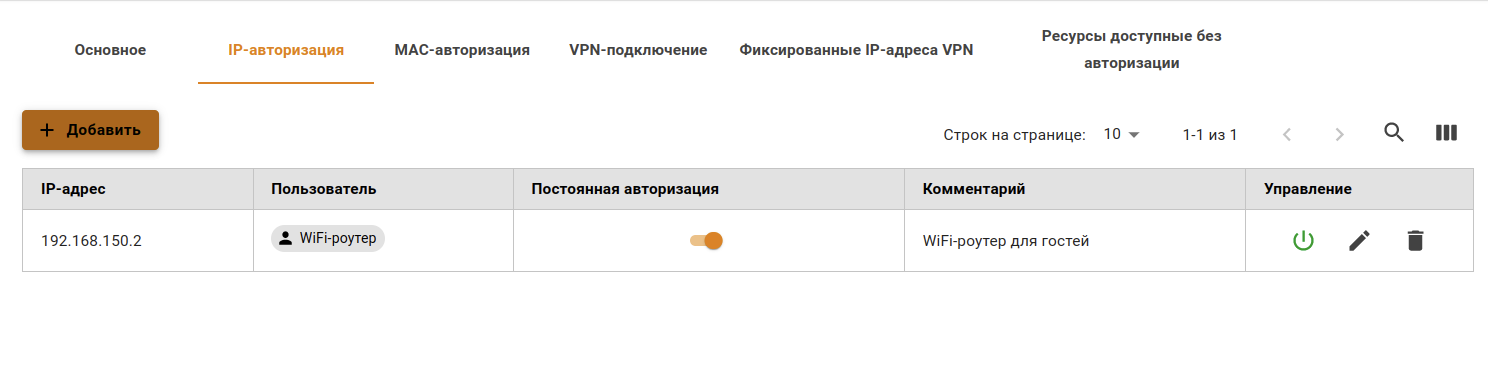 Основное
IP-авторизация
MAC-авторизация
VPN-подключение
Фиксированные IP-адреса VPN
Ресурсы доступные без
авторизации
Добавить
Строк на странице: 10 1-1 из 1
IP-адрес Пользователь Постоянная авторизация Комментарий Управление
192.168.150.2 WiFi-роутер WiFi-роутер для гостей